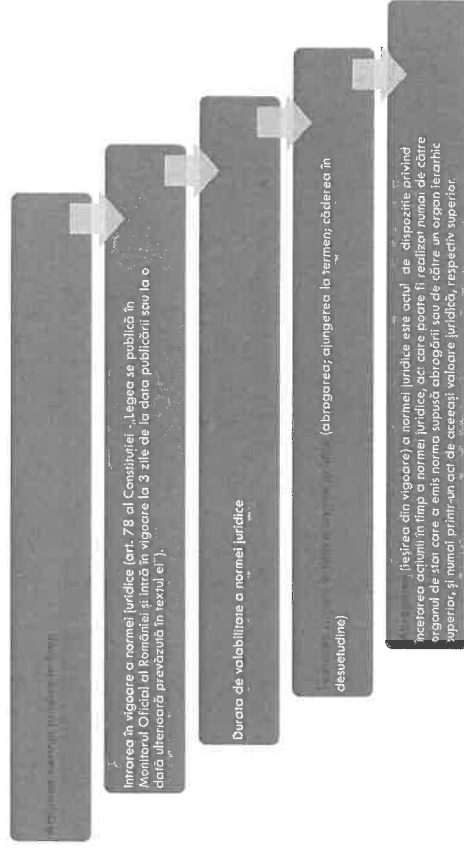 Intrarea în vigoare a normei juridice (art. 78 al Constituției - „Legea se publică în
Monitorul Oficial al României și intră în vigoare la 3 zile de la data publicării sau la o
dată ulterioară prevăzută în textul ei").
Durata de valabilitate a normei juridice
(abrogarea; ajungerea la termen; căderea în
desuetudine)
(ieșirea din vigoare) a normei juridice este actul de dispoziție privind
încetarea acțiunii în timp a normei juridice, act care poate fi realizat numai de către
organul de stat care a emis norma supusă abrogării sau de către un organ ierarhic
superior, și numai printr-un act de aceeași valoare juridică, respectiv superior.